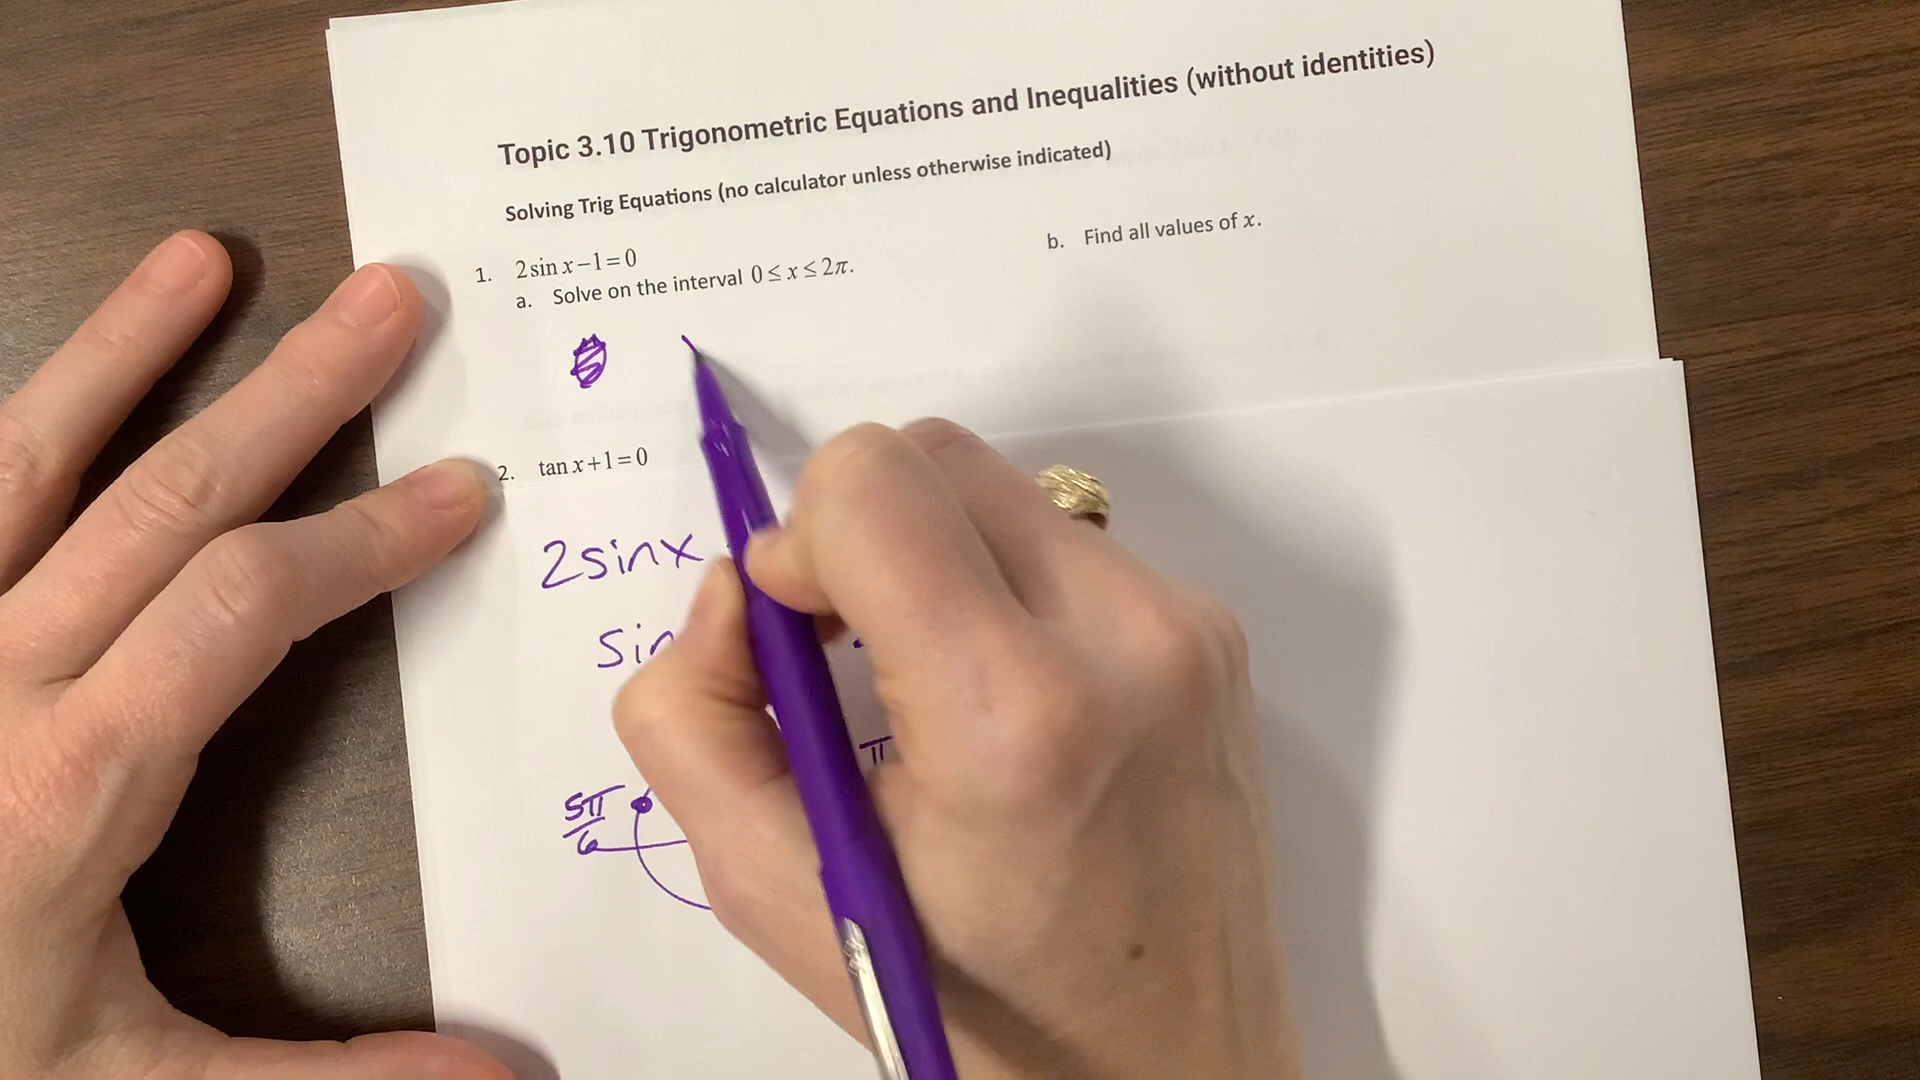 Topic 3.10 Trigonometric Equations and Inequalities (without identities)
Solving Trig Equations (no calculator unless otherwise indicated)
1. 2 sin x − 1 = 0
a. Solve on the interval 0 ≤ x ≤ 2π.
b. Find all values of x.
2. tan x + 1 = 0
2sinx
sin
π
5π/6